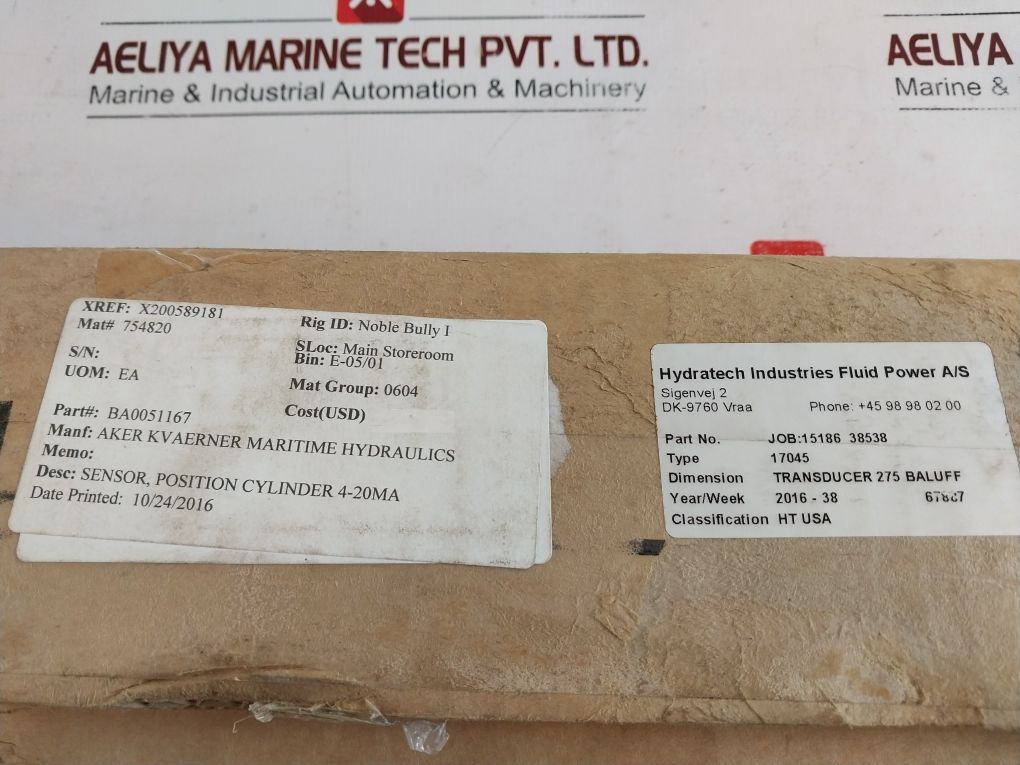 AELIYA MARINE TECH PVT. LTD.
Marine & Industrial Automation & Machinery
AELIYA
Marine &
XREF: X200589181
Mat# 754820
Rig ID: Noble Bully I
SLoc: Main Storeroom
Bin: E-05/01
S/N:
UOM: EA
Mat Group: 0604
Cost(USD)
Part#: BA0051167
Manf: AKER KVAERNER MARITIME HYDRAULICS
Memo:
Desc: SENSOR, POSITION CYLINDER 4-20MA
Date Printed: 10/24/2016
Hydratech Industries Fluid Power A/S
Sigenvej 2
DK-9760 Vraa Phone: +45 98 98 02 00
Part No. JOB:15186 38538
Type 17045
Dimension TRANSDUCER 275 BALUFF
Year/Week 2016 - 38
Classification HT USA